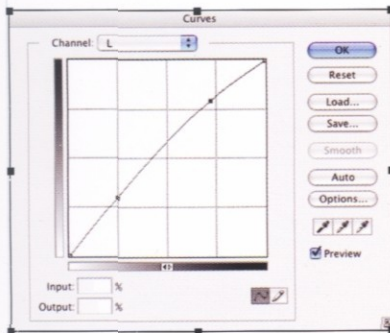 Curves
Channel: L
OK
Reset
Load...
Save...
Smooth
Auto
Options...
Preview
Input: %
Output: %